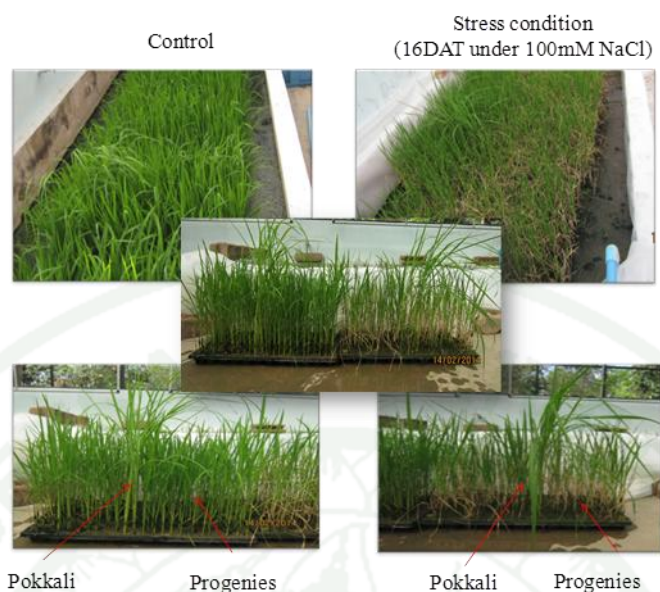 Control
Stress condition
(16DAT under 100mM NaCl)
Pokkali
Progenies
Pokkali
Progenies